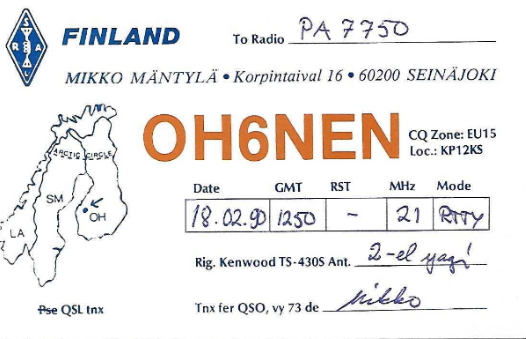 SRAL
FINLAND
To Radio PA 7750
MIKKO MÄNTYLÄ • Korpintaival 16 • 60200 SEINÄJOKI
OH6NEN
CQ Zone: EU15
Loc.: KP12KS
ARCTIC CIRCLE
SM
OH
LA
Date GMT RST MHz Mode
18.02.90 1250 - 21 RTTY
Rig. Kenwood TS-430S Ant. 2-el yagi
Pse QSL tnx
Tnx fer QSO, vy 73 de Mikko